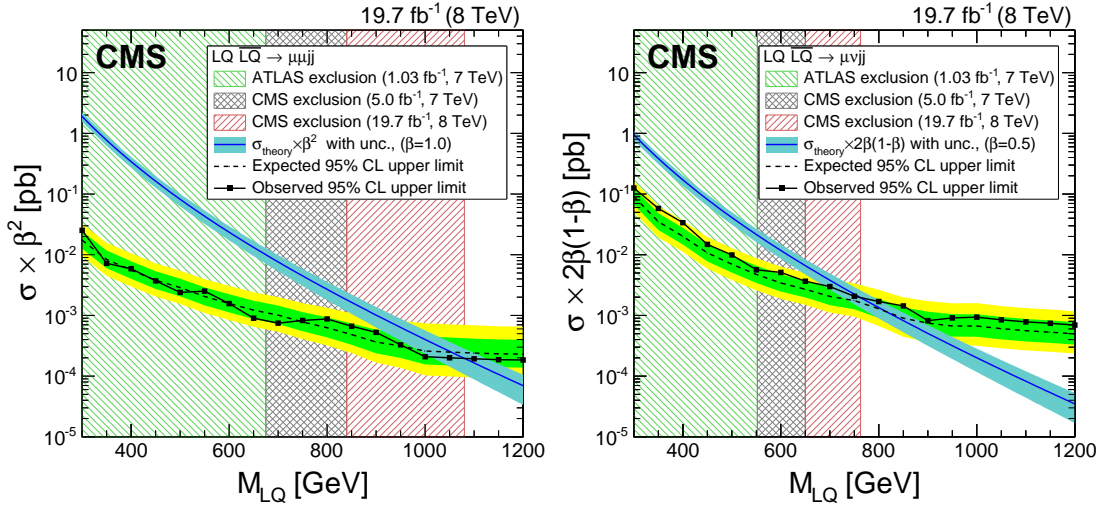 19.7 fb⁻¹ (8 TeV)
CMS
LQ L̅Q̅ → μμjj
ATLAS exclusion (1.03 fb⁻¹, 7 TeV)
CMS exclusion (5.0 fb⁻¹, 7 TeV)
CMS exclusion (19.7 fb⁻¹, 8 TeV)
σ_theory×β² with unc., (β=1.0)
Expected 95% CL upper limit
Observed 95% CL upper limit
σ × β² [pb]
10
1
10⁻¹
10⁻²
10⁻³
10⁻⁴
10⁻⁵
400 600 800 1000 1200
M_LQ [GeV]
19.7 fb⁻¹ (8 TeV)
CMS
LQ L̅Q̅ → μνjj
ATLAS exclusion (1.03 fb⁻¹, 7 TeV)
CMS exclusion (5.0 fb⁻¹, 7 TeV)
CMS exclusion (19.7 fb⁻¹, 8 TeV)
σ_theory×2β(1-β) with unc., (β=0.5)
Expected 95% CL upper limit
Observed 95% CL upper limit
σ × 2β(1-β) [pb]
10
1
10⁻¹
10⁻²
10⁻³
10⁻⁴
10⁻⁵
400 600 800 1000 1200
M_LQ [GeV]